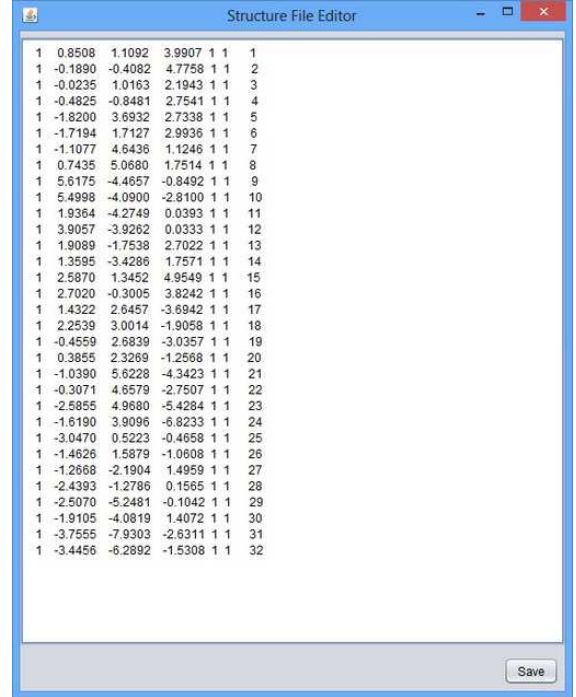 Structure File Editor
1 0.8508 1.1092 3.9907 1 1 1
1 -0.1890 -0.4082 4.7758 1 1 2
1 -0.0235 1.0163 2.1943 1 1 3
1 -0.4825 -0.8481 2.7541 1 1 4
1 -1.8200 3.6932 2.7338 1 1 5
1 -1.7194 1.7127 2.9936 1 1 6
1 -1.1077 4.6436 1.1246 1 1 7
1 0.7435 5.0680 1.7514 1 1 8
1 5.6175 -4.4657 -0.8492 1 1 9
1 5.4998 -4.0900 -2.8100 1 1 10
1 1.9364 -4.2749 0.0393 1 1 11
1 3.9057 -3.9262 0.0333 1 1 12
1 1.9089 -1.7538 2.7022 1 1 13
1 1.3595 -3.4286 1.7571 1 1 14
1 2.5870 1.3452 4.9549 1 1 15
1 2.7020 -0.3005 3.8242 1 1 16
1 1.4322 2.6457 -3.6942 1 1 17
1 2.2539 3.0014 -1.9058 1 1 18
1 -0.4559 2.6839 -3.0357 1 1 19
1 0.3855 2.3269 -1.2568 1 1 20
1 -1.0390 5.6228 -4.3423 1 1 21
1 -0.3071 4.6579 -2.7507 1 1 22
1 -2.5855 4.9680 -5.4284 1 1 23
1 -1.6190 3.9096 -6.8233 1 1 24
1 -3.0470 0.5223 -0.4658 1 1 25
1 -1.4626 1.5879 -1.0608 1 1 26
1 -1.2668 -2.1904 1.4959 1 1 27
1 -2.4393 -1.2786 0.1565 1 1 28
1 -2.5070 -5.2481 -0.1042 1 1 29
1 -1.9105 -4.0819 1.4072 1 1 30
1 -3.7555 -7.9303 -2.6311 1 1 31
1 -3.4456 -6.2892 -1.5308 1 1 32
Save